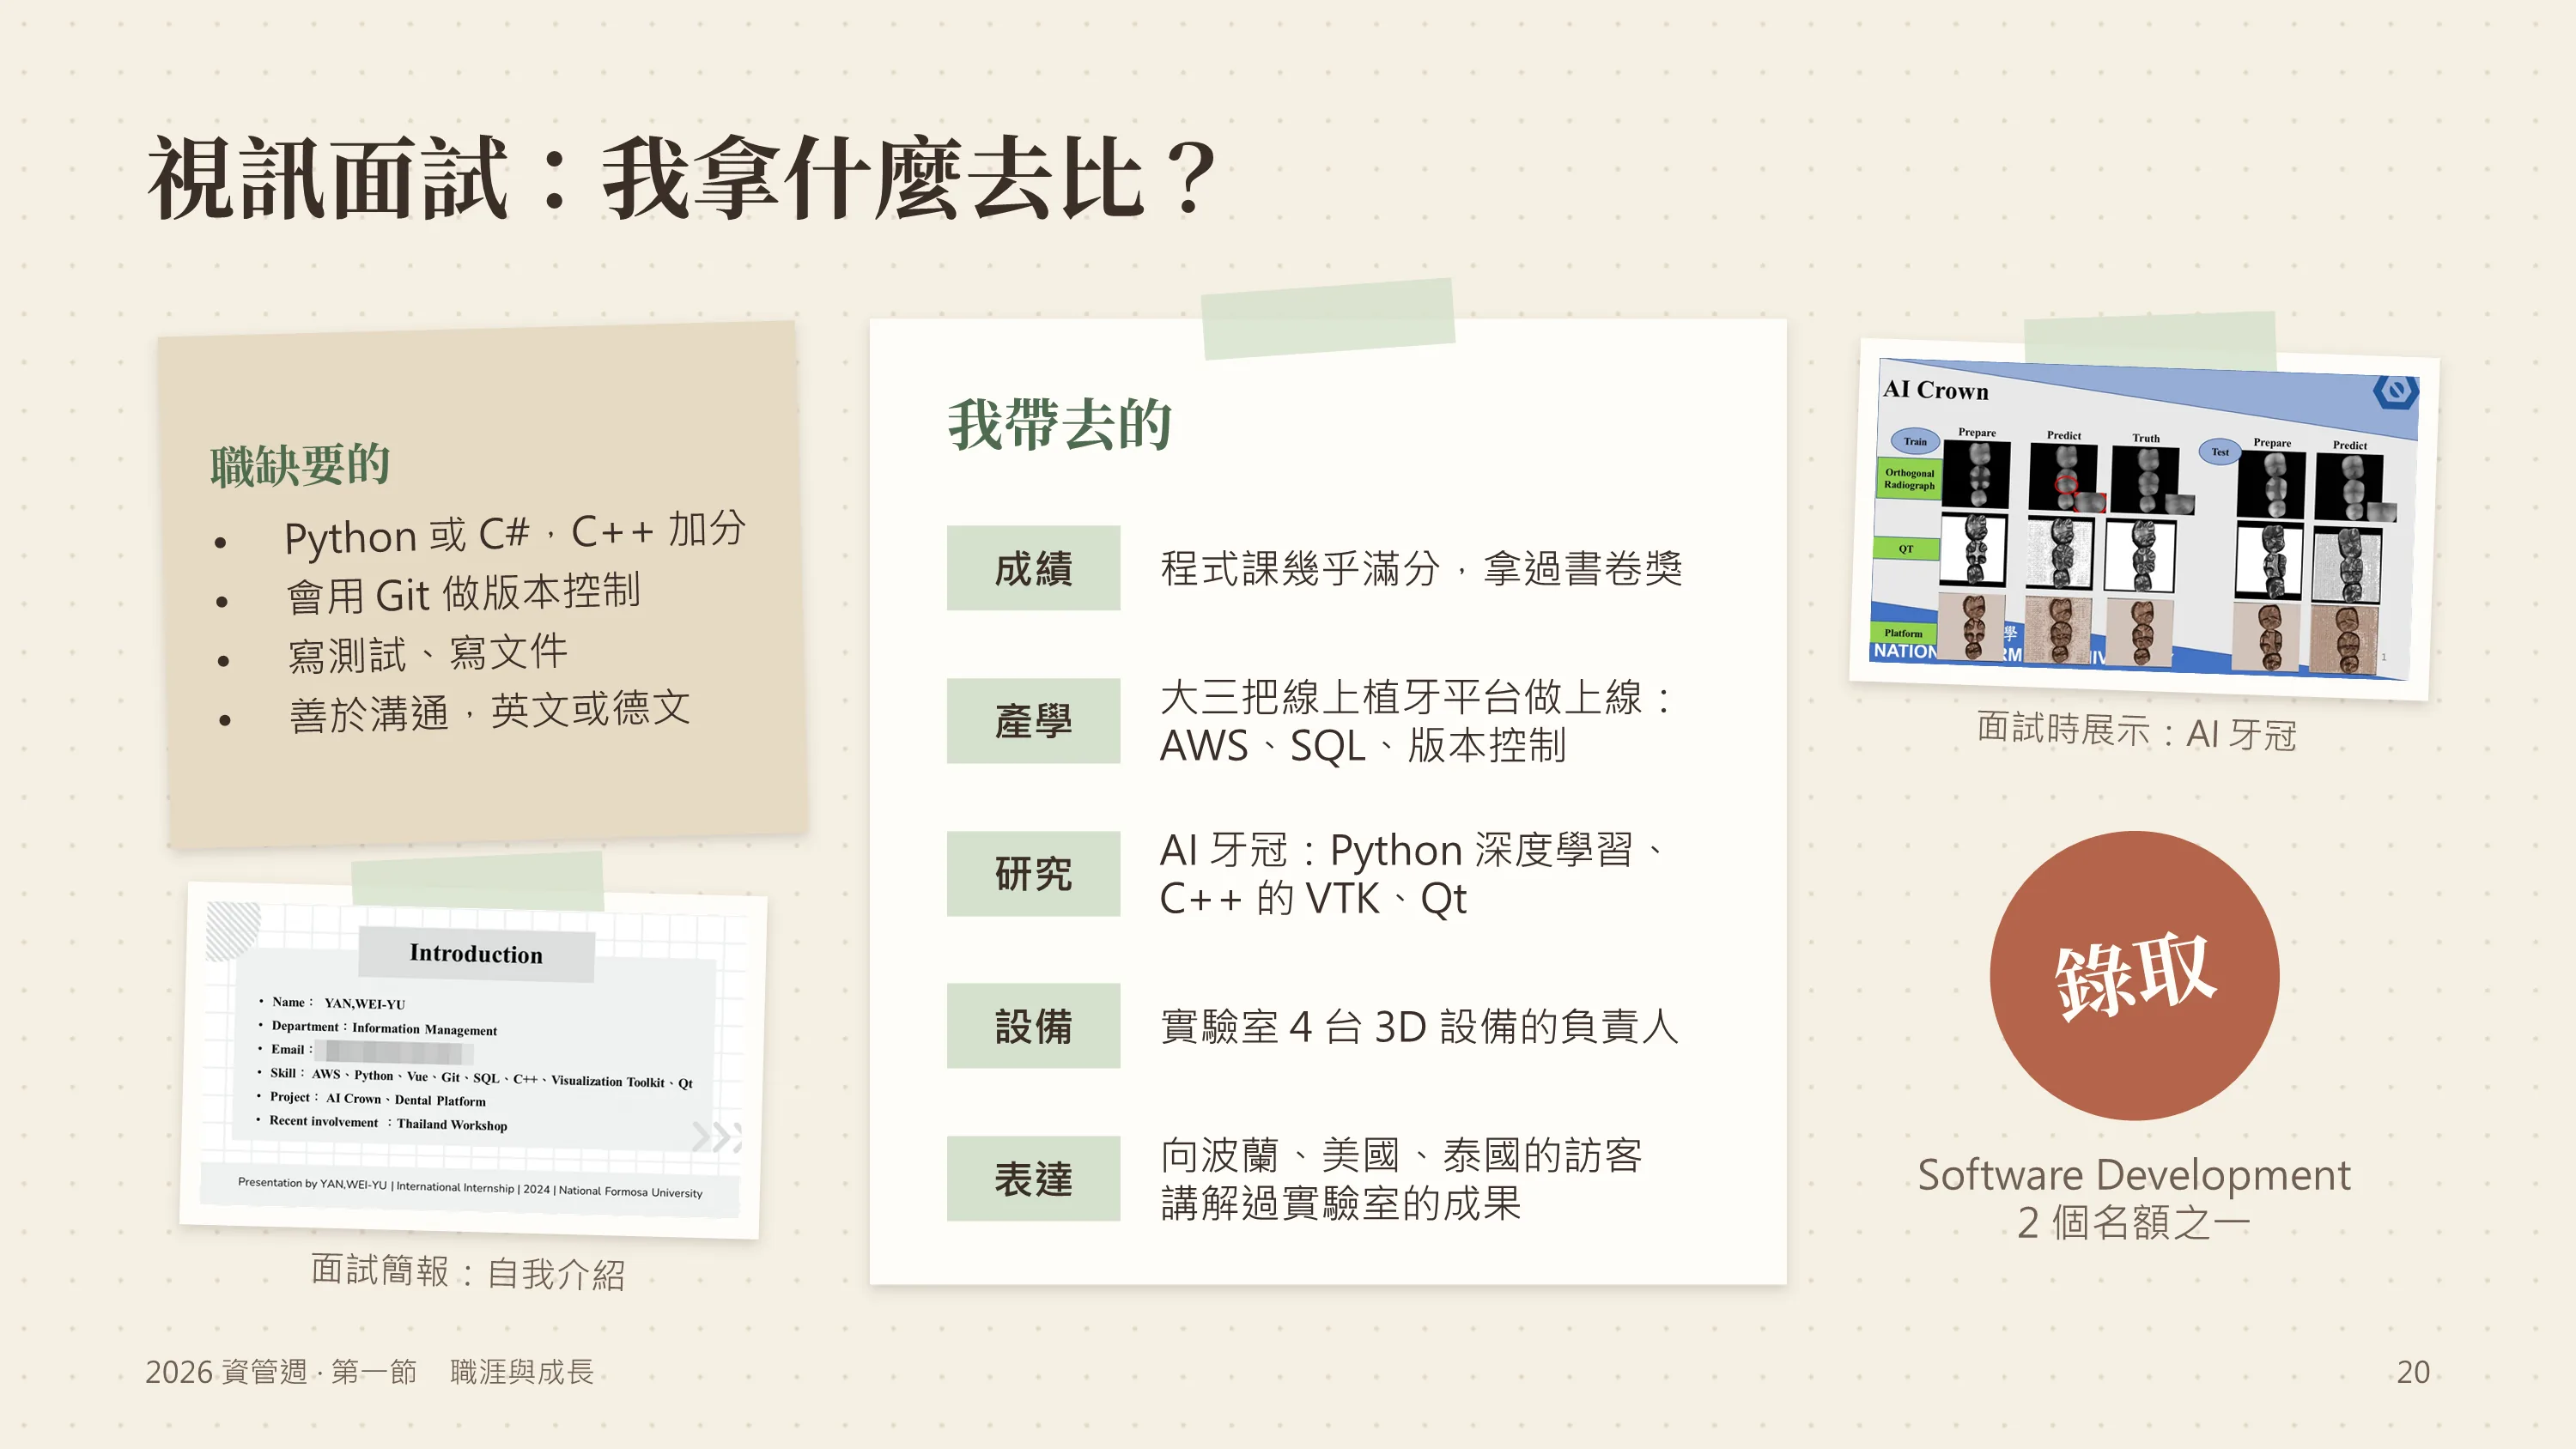 視訊面試：我拿什麼去比？
職缺要的
• Python 或 C#，C++ 加分
• 會用 Git 做版本控制
• 寫測試、寫文件
• 善於溝通，英文或德文
Introduction
• Name： YAN,WEI-YU
• Department：Information Management
• Email：
• Skill： AWS、Python、Vue、Git、SQL、C++、Visualization Toolkit、Qt
• Project： AI Crown、Dental Platform
• Recent involvement ：Thailand Workshop
Presentation by YAN,WEI-YU | International Internship | 2024 | National Formosa University
面試簡報：自我介紹
我帶去的
成績
程式課幾乎滿分，拿過書卷獎
產學
大三把線上植牙平台做上線：
AWS、SQL、版本控制
研究
AI 牙冠：Python 深度學習、
C++ 的 VTK、Qt
設備
實驗室 4 台 3D 設備的負責人
表達
向波蘭、美國、泰國的訪客
講解過實驗室的成果
AI Crown
Train Prepare Predict Truth Test Prepare Predict
Orthogonal
Radiograph
QT
Platform
學
NATION RM IV
1
面試時展示：AI 牙冠
錄取
Software Development
2 個名額之一
2026 資管週 · 第一節 職涯與成長
20